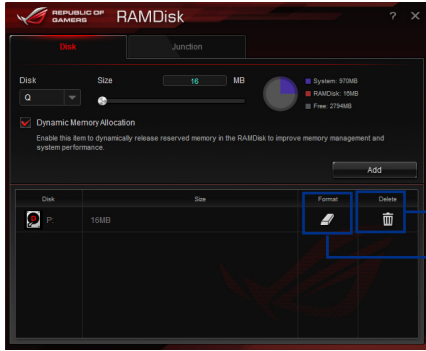 REPUBLIC OF
GAMERS
RAMDisk
? ×
Disk Junction
Disk Size 16 MB
Q
System: 970MB
RAMDisk: 16MB
Free: 2794MB
Dynamic Memory Allocation
Enable this item to dynamically release reserved memory in the RAMDisk to improve memory management and
system performance.
Add
Disk Size Format Delete
P: 16MB